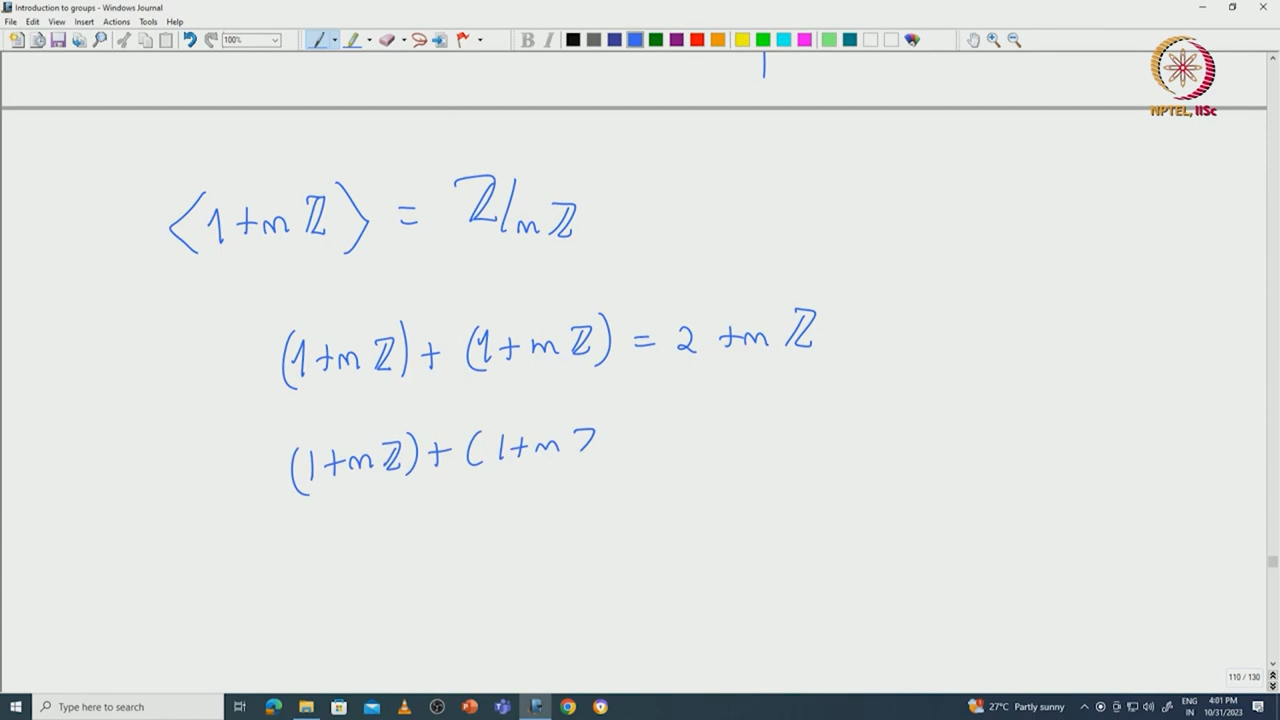 Introduction to groups - Windows Journal
File Edit View Insert Actions Tools Help
100%
NPTEL, IISc
⟨1+mℤ⟩ = ℤ/mℤ
(1+mℤ) + (1+mℤ) = 2 +mℤ
(1+mℤ) + (1+m
110 / 130
Type here to search
27°C Partly sunny
ENG
IN
4:01 PM
10/31/2023